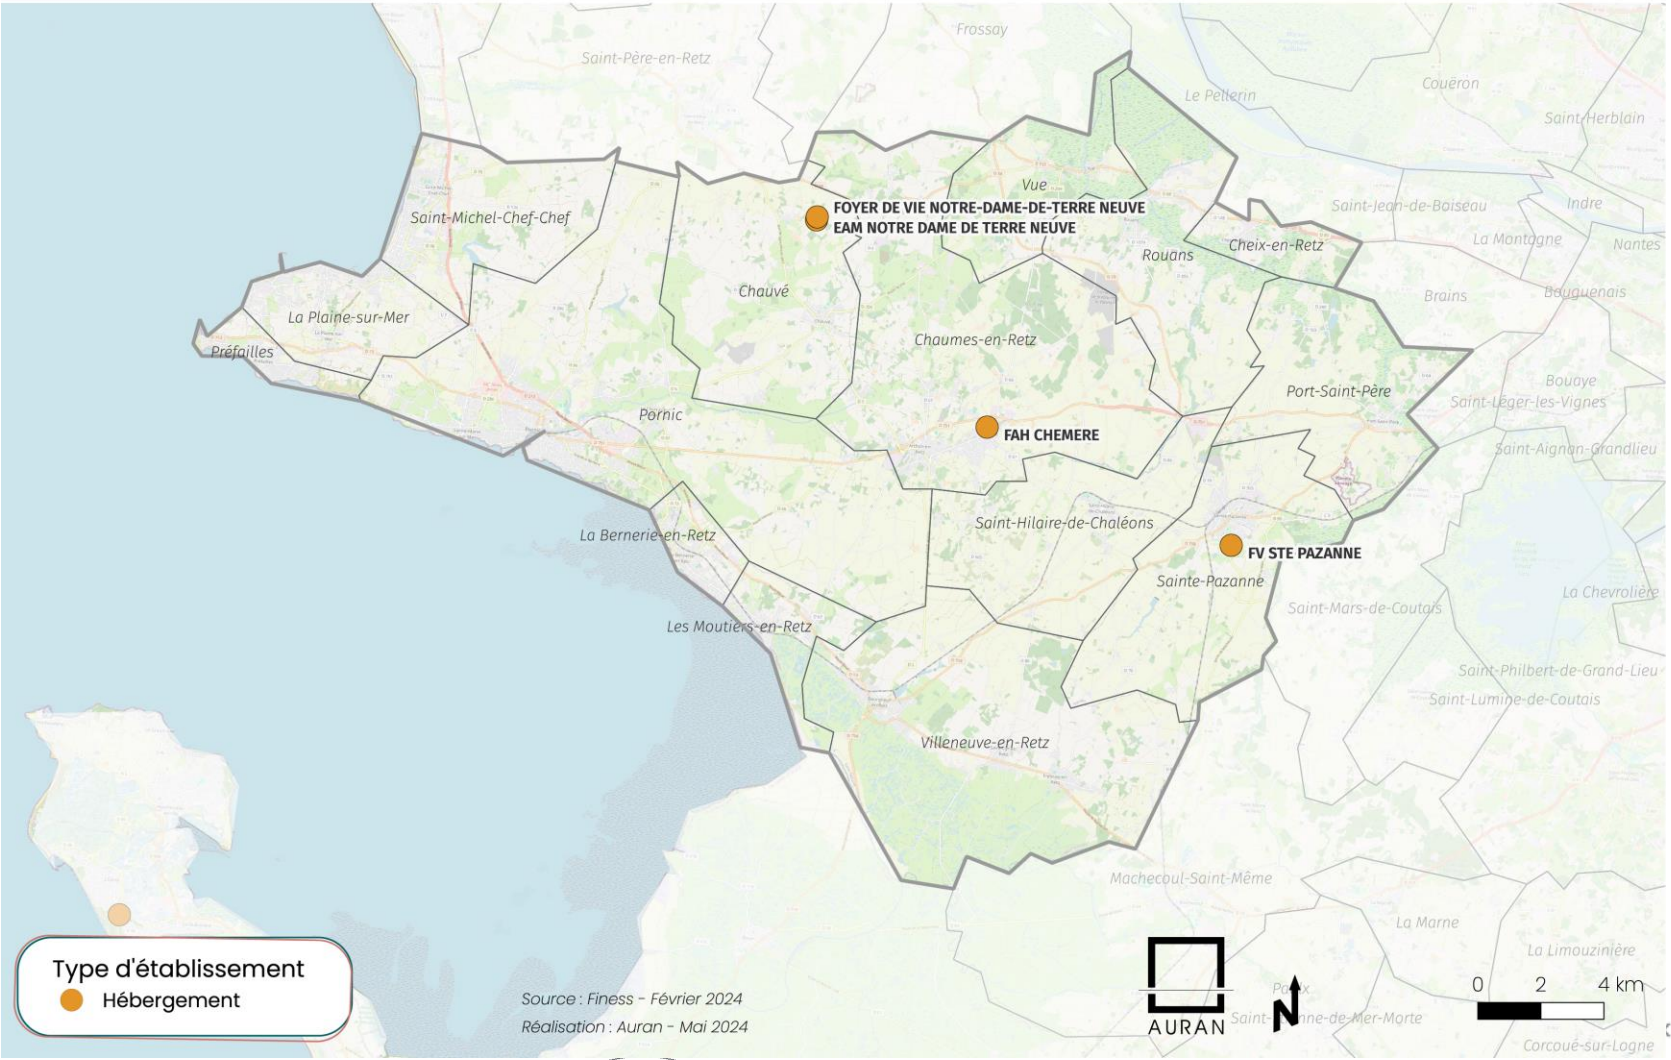 Frossay
Saint-Père-en-Retz
Couëron
Le Pellerin
Saint-Herblain
Vue
Saint-Jean-de-Boiseau
Indre
FOYER DE VIE NOTRE-DAME-DE-TERRE NEUVE
Saint-Michel-Chef-Chef
EAM NOTRE DAME DE TERRE NEUVE
La Montagne
Nantes
Cheix-en-Retz
Rouans
Chauvé
Brains
Bouguenais
La Plaine-sur-Mer
Chaumes-en-Retz
Préfailles
Bouaye
Port-Saint-Père
Saint-Léger-les-Vignes
Pornic
FAH CHEMERE
Saint-Aignan-Grandlieu
Saint-Hilaire-de-Chaléons
La Bernerie-en-Retz
FV STE PAZANNE
Sainte-Pazanne
La Chevrolière
Saint-Mars-de-Coutais
Les Moutiers-en-Retz
Saint-Philbert-de-Grand-Lieu
Saint-Lumine-de-Coutais
Villeneuve-en-Retz
Machecoul-Saint-Même
La Marne
La Limouzinière
Type d'établissement
Hébergement
Source : Finess - Février 2024
Réalisation : Auran - Mai 2024
AURAN
N
0 2 4 km
Corcoué-sur-Logne